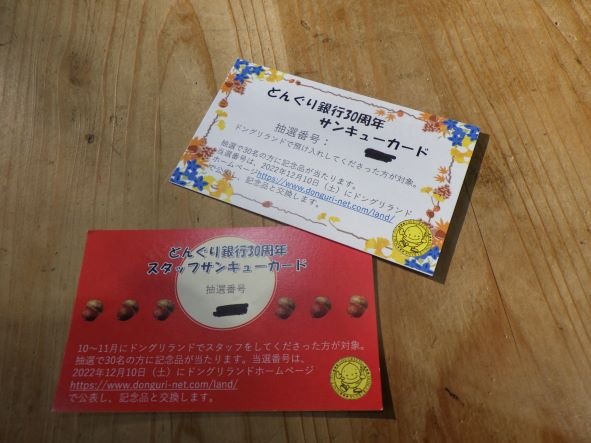 どんぐり銀行30周年
サンキューカード
抽選番号:
ドングリランドで預け入れしてくださった方が対象。
抽選で30名の方に記念品が当たります。
当選番号は、2022年12月10日(土)にドングリランド
ホームページhttps://www.donguri-net.com/land/
で公表し、記念品と交換します。
どんぐり銀行30周年
スタッフサンキューカード
抽選番号
10~11月にドングリランドでスタッフをしてくださった方が対象。
抽選で30名の方に記念品が当たります。当選番号は、
2022年12月10日(土)にドングリランドホームページ
https://www.donguri-net.com/land/
で公表し、記念品と交換します。